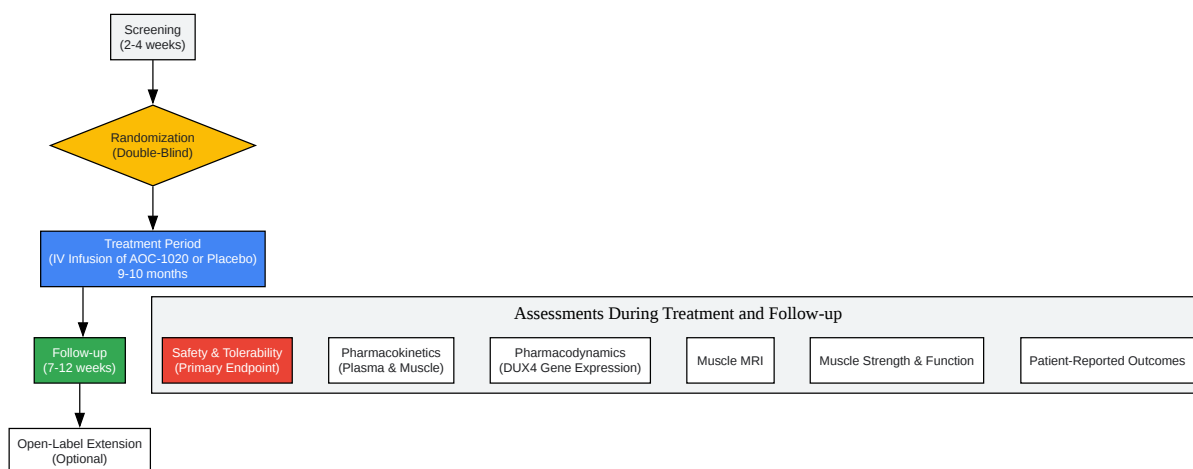 Screening
(2-4 weeks)
Randomization
(Double-Blind)
Treatment Period
(IV Infusion of AOC-1020 or Placebo)
9-10 months
Assessments During Treatment and Follow-up
Follow-up
(7-12 weeks)
Safety & Tolerability
(Primary Endpoint)
Pharmacokinetics
(Plasma & Muscle)
Pharmacodynamics
(DUX4 Gene Expression)
Muscle MRI
Muscle Strength & Function
Patient-Reported Outcomes
Open-Label Extension
(Optional)